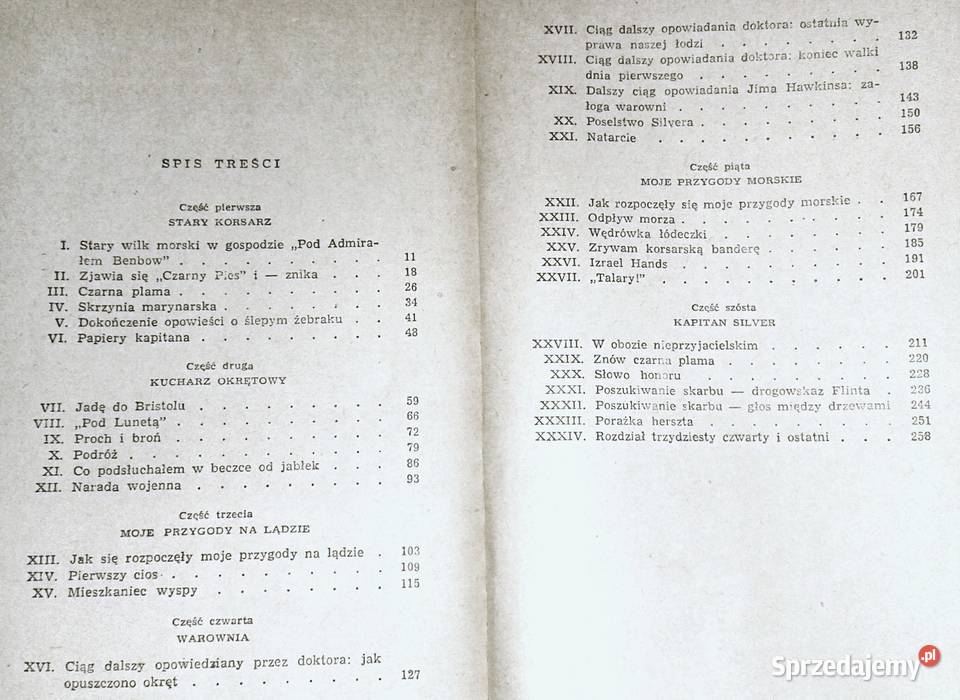 SPIS TREŚCI
Część pierwsza
STARY KORSARZ
I. Stary wilk morski w gospodzie „Pod Admira-
łem Benbow” . . . . . . . . . . 11
II. Zjawia się „Czarny Pies” i — znika . . . 18
III. Czarna plama . . . . . . . . . . 26
IV. Skrzynia marynarska . . . . . . . . 34
V. Dokończenie opowieści o ślepym żebraku . . 41
VI. Papiery kapitana . . . . . . . . . 48
Część druga
KUCHARZ OKRĘTOWY
VII. Jadę do Bristolu . . . . . . . . . 59
VIII. „Pod Lunetą” . . . . . . . . . . 66
IX. Proch i broń . . . . . . . . . . 72
X. Podróż . . . . . . . . . . . . 79
XI. Co podsłuchałem w beczce od jabłek . . . 86
XII. Narada wojenna . . . . . . . . . 93
Część trzecia
MOJE PRZYGODY NA LĄDZIE
XIII. Jak się rozpoczęły moje przygody na lądzie . 103
XIV. Pierwszy cios . . . . . . . . . . 109
XV. Mieszkaniec wyspy . . . . . . . . 115
Część czwarta
WAROWNIA
XVI. Ciąg dalszy opowiedziany przez doktora: jak
opuszczono okręt . . . . . . . . . 127
XVII. Ciąg dalszy opowiadania doktora: ostatnia wy-
prawa naszej łodzi . . . . . . . . 132
XVIII. Ciąg dalszy opowiadania doktora: koniec walki
dnia pierwszego . . . . . . . . . 138
XIX. Dalszy ciąg opowiadania Jima Hawkinsa: za-
łoga warowni . . . . . . . . . . 143
XX. Poselstwo Silvera . . . . . . . . . 150
XXI. Natarcie . . . . . . . . . . . 156
Część piąta
MOJE PRZYGODY MORSKIE
XXII. Jak rozpoczęły się moje przygody morskie . . 167
XXIII. Odpływ morza . . . . . . . . . . 174
XXIV. Wędrówka łódeczki . . . . . . . . 179
XXV. Zrywam korsarską banderę . . . . . . 185
XXVI. Izrael Hands . . . . . . . . . . 191
XXVII. „Talary!” . . . . . . . . . . . 201
Część szósta
KAPITAN SILVER
XXVIII. W obozie nieprzyjacielskim . . . . . . 211
XXIX. Znów czarna plama . . . . . . . . 220
XXX. Słowo honoru . . . . . . . . . . 228
XXXI. Poszukiwanie skarbu — drogowskaz Flinta . 236
XXXII. Poszukiwanie skarbu — głos między drzewami 244
XXXIII. Porażka herszta . . . . . . . . . 251
XXXIV. Rozdział trzydziesty czwarty i ostatni . . . 258
Sprzedajemy.pl